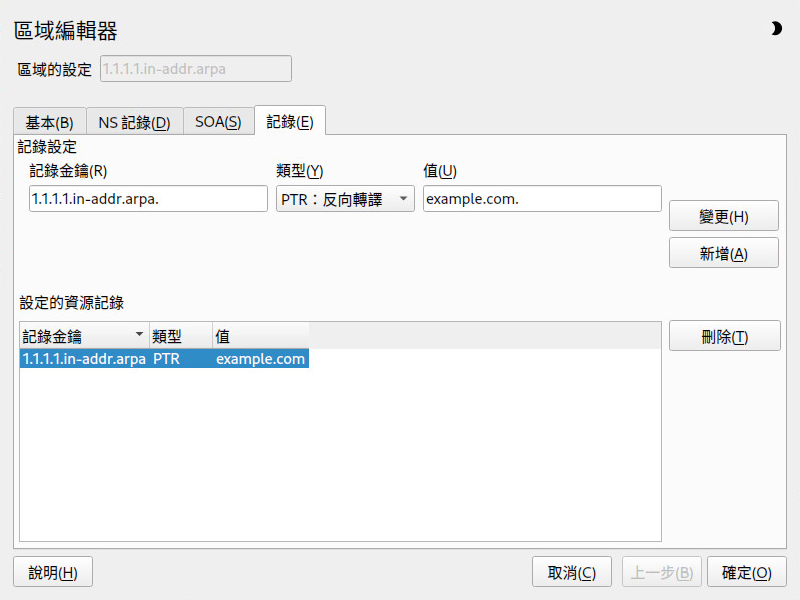 區域編輯器
區域的設定 1.1.1.1.in-addr.arpa
基本(B) NS 記錄(D) SOA(S) 記錄(E)
記錄設定
記錄金鑰(R) 類型(Y) 值(U)
1.1.1.1.in-addr.arpa. PTR：反向轉譯 example.com.
變更(H)
新增(A)
設定的資源記錄
記錄金鑰 類型 值
刪除(T)
1.1.1.1.in-addr.arpa PTR example.com
說明(H) 取消(C) 上一步(B) 確定(O)